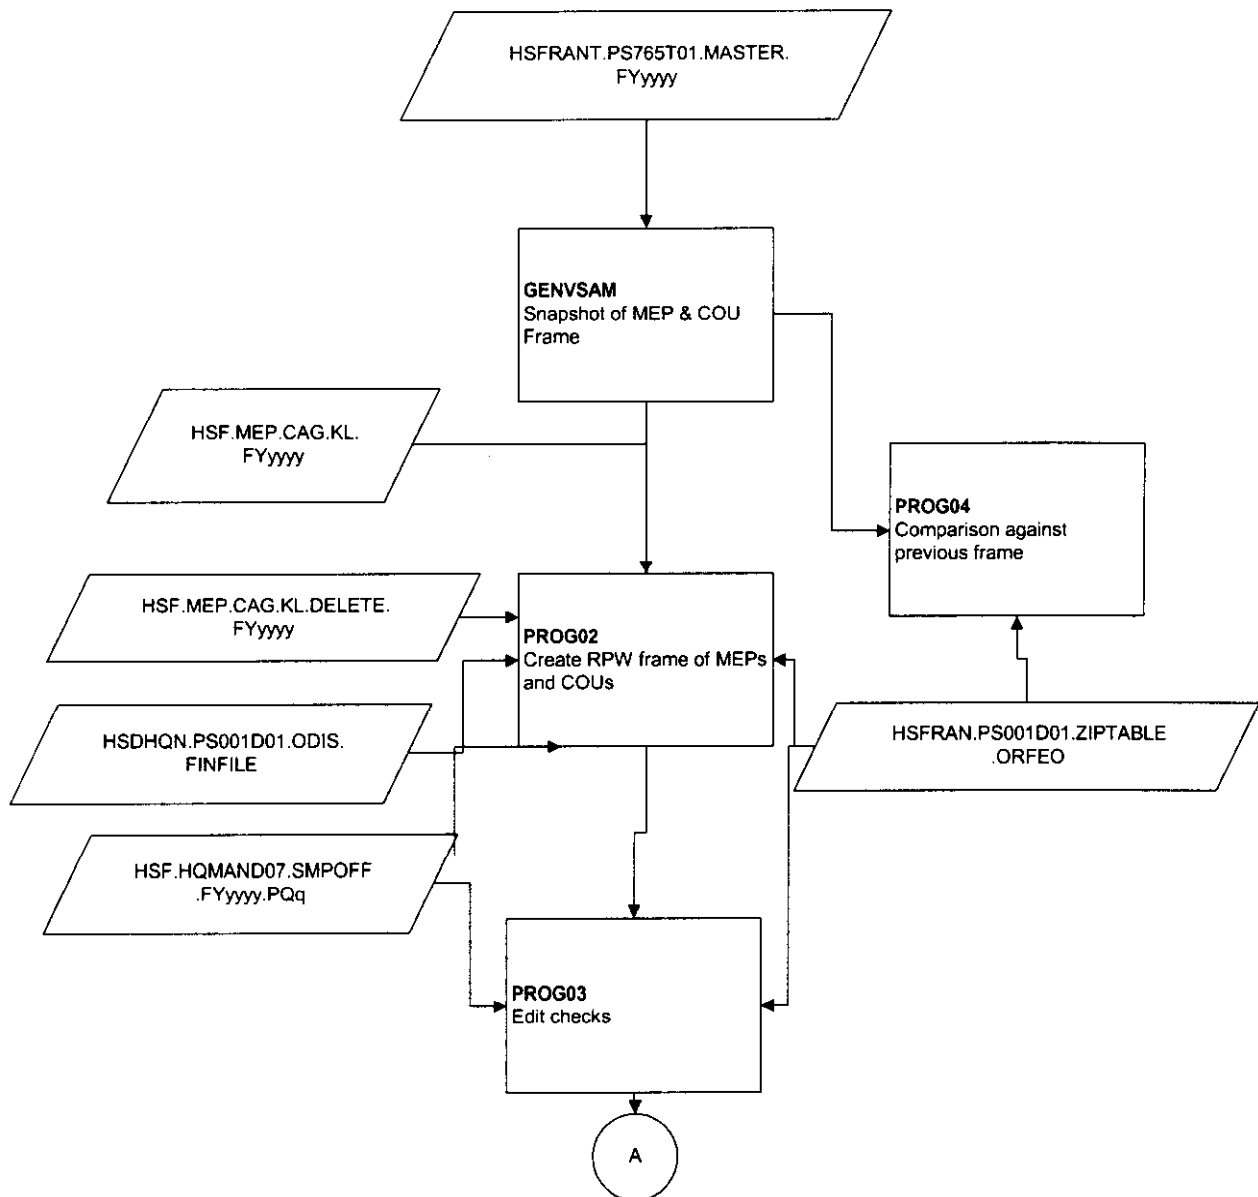 HSFRANT.PS765T01.MASTER.
FYyyyy
GENVSAM
Snapshot of MEP & COU
Frame
HSF.MEP.CAG.KL.
FYyyyy
PROG04
Comparison against
previous frame
HSF.MEP.CAG.KL.DELETE.
FYyyyy
PROG02
Create RPW frame of MEPs
and COUs
HSDHQN.PS001D01.ODIS.
FINFILE
HSFRAN.PS001D01.ZIPTABLE
.ORFEO
HSF.HQMAND07.SMPOFF
.FYyyyy.PQq
PROG03
Edit checks
A